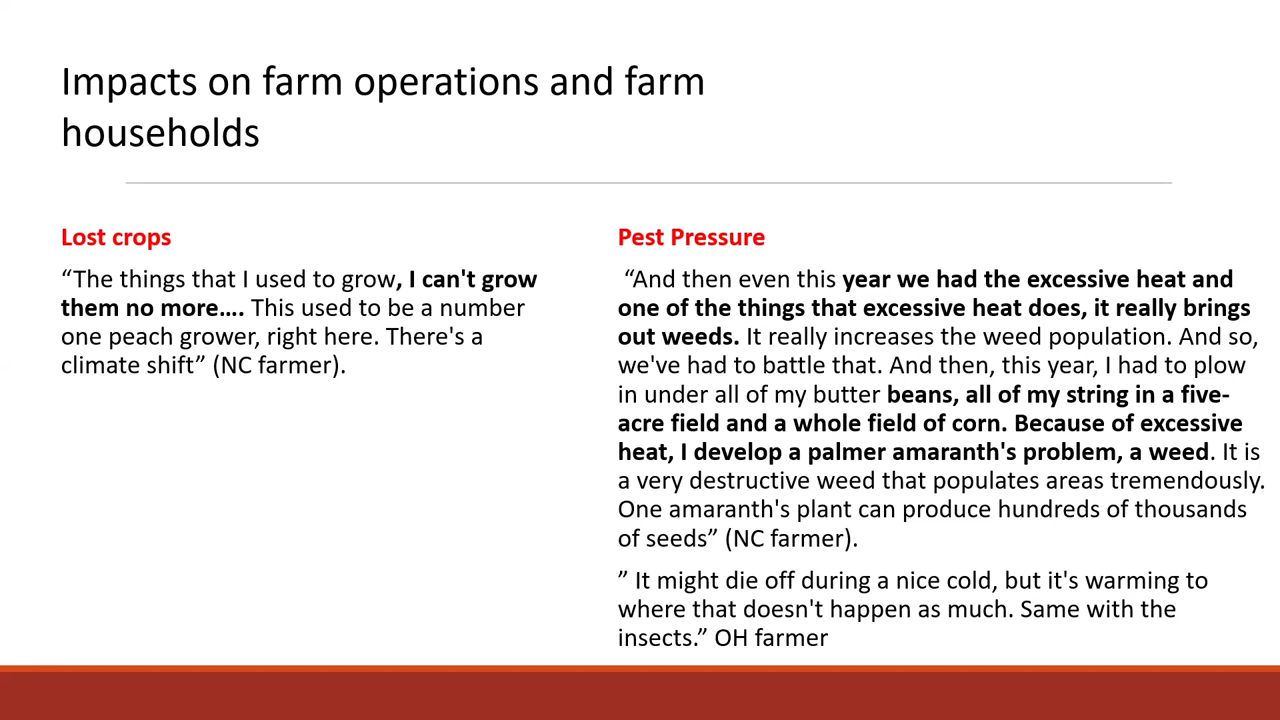 Impacts on farm operations and farm
households
Lost crops
“The things that I used to grow, I can't grow
them no more…. This used to be a number
one peach grower, right here. There's a
climate shift” (NC farmer).
Pest Pressure
“And then even this year we had the excessive heat and
one of the things that excessive heat does, it really brings
out weeds. It really increases the weed population. And so,
we've had to battle that. And then, this year, I had to plow
in under all of my butter beans, all of my string in a five-
acre field and a whole field of corn. Because of excessive
heat, I develop a palmer amaranth's problem, a weed. It is
a very destructive weed that populates areas tremendously.
One amaranth's plant can produce hundreds of thousands
of seeds” (NC farmer).
” It might die off during a nice cold, but it's warming to
where that doesn't happen as much. Same with the
insects.” OH farmer